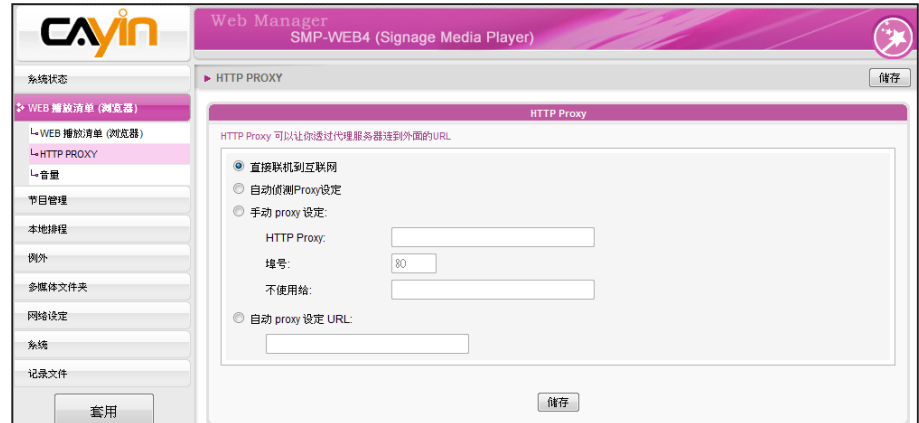 CAYIN
Web Manager
SMP-WEB4 (Signage Media Player)
系统状态
WEB 播放清单 (浏览器)
WEB 播放清单 (浏览器)
HTTP PROXY
音量
节目管理
本地排程
例外
多媒体文件夹
网络设定
系统
记录文件
套用
HTTP PROXY
储存
HTTP Proxy
HTTP Proxy 可以让你透过代理服务器连到外面的URL
直接联机到互联网
自动侦测Proxy设定
手动 proxy 设定:
HTTP Proxy:
埠号: 80
不使用给:
自动 proxy 设定 URL:
储存